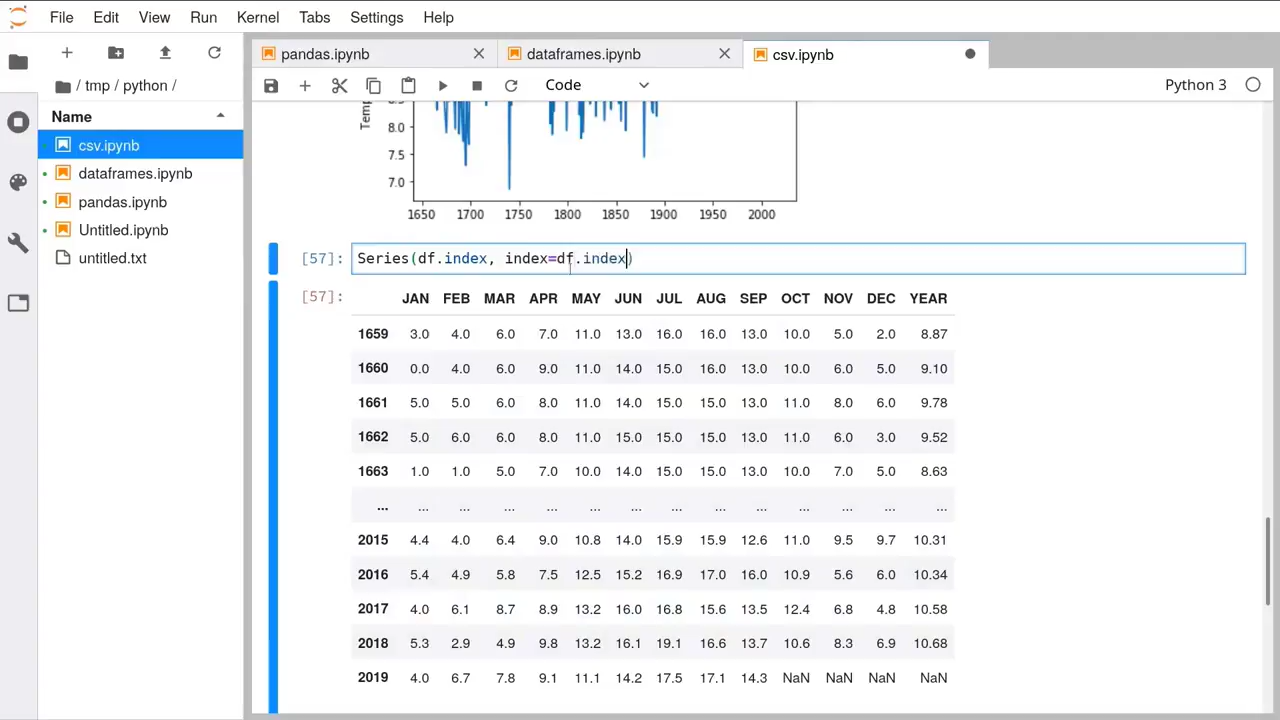 File Edit View Run Kernel Tabs Settings Help
pandas.ipynb dataframes.ipynb csv.ipynb
/ tmp / python /
Code Python 3
Name
csv.ipynb
dataframes.ipynb
pandas.ipynb
Untitled.ipynb
untitled.txt
Temp
8.5
8.0
7.5
7.0
1650 1700 1750 1800 1850 1900 1950 2000
[57]: Series(df.index, index=df.index)
[57]: JAN FEB MAR APR MAY JUN JUL AUG SEP OCT NOV DEC YEAR
1659 3.0 4.0 6.0 7.0 11.0 13.0 16.0 16.0 13.0 10.0 5.0 2.0 8.87
1660 0.0 4.0 6.0 9.0 11.0 14.0 15.0 16.0 13.0 10.0 6.0 5.0 9.10
1661 5.0 5.0 6.0 8.0 11.0 14.0 15.0 15.0 13.0 11.0 8.0 6.0 9.78
1662 5.0 6.0 6.0 8.0 11.0 15.0 15.0 15.0 13.0 11.0 6.0 3.0 9.52
1663 1.0 1.0 5.0 7.0 10.0 14.0 15.0 15.0 13.0 10.0 7.0 5.0 8.63
... ... ... ... ... ... ... ... ... ... ... ... ... ...
2015 4.4 4.0 6.4 9.0 10.8 14.0 15.9 15.9 12.6 11.0 9.5 9.7 10.31
2016 5.4 4.9 5.8 7.5 12.5 15.2 16.9 17.0 16.0 10.9 5.6 6.0 10.34
2017 4.0 6.1 8.7 8.9 13.2 16.0 16.8 15.6 13.5 12.4 6.8 4.8 10.58
2018 5.3 2.9 4.9 9.8 13.2 16.1 19.1 16.6 13.7 10.6 8.3 6.9 10.68
2019 4.0 6.7 7.8 9.1 11.1 14.2 17.5 17.1 14.3 NaN NaN NaN NaN